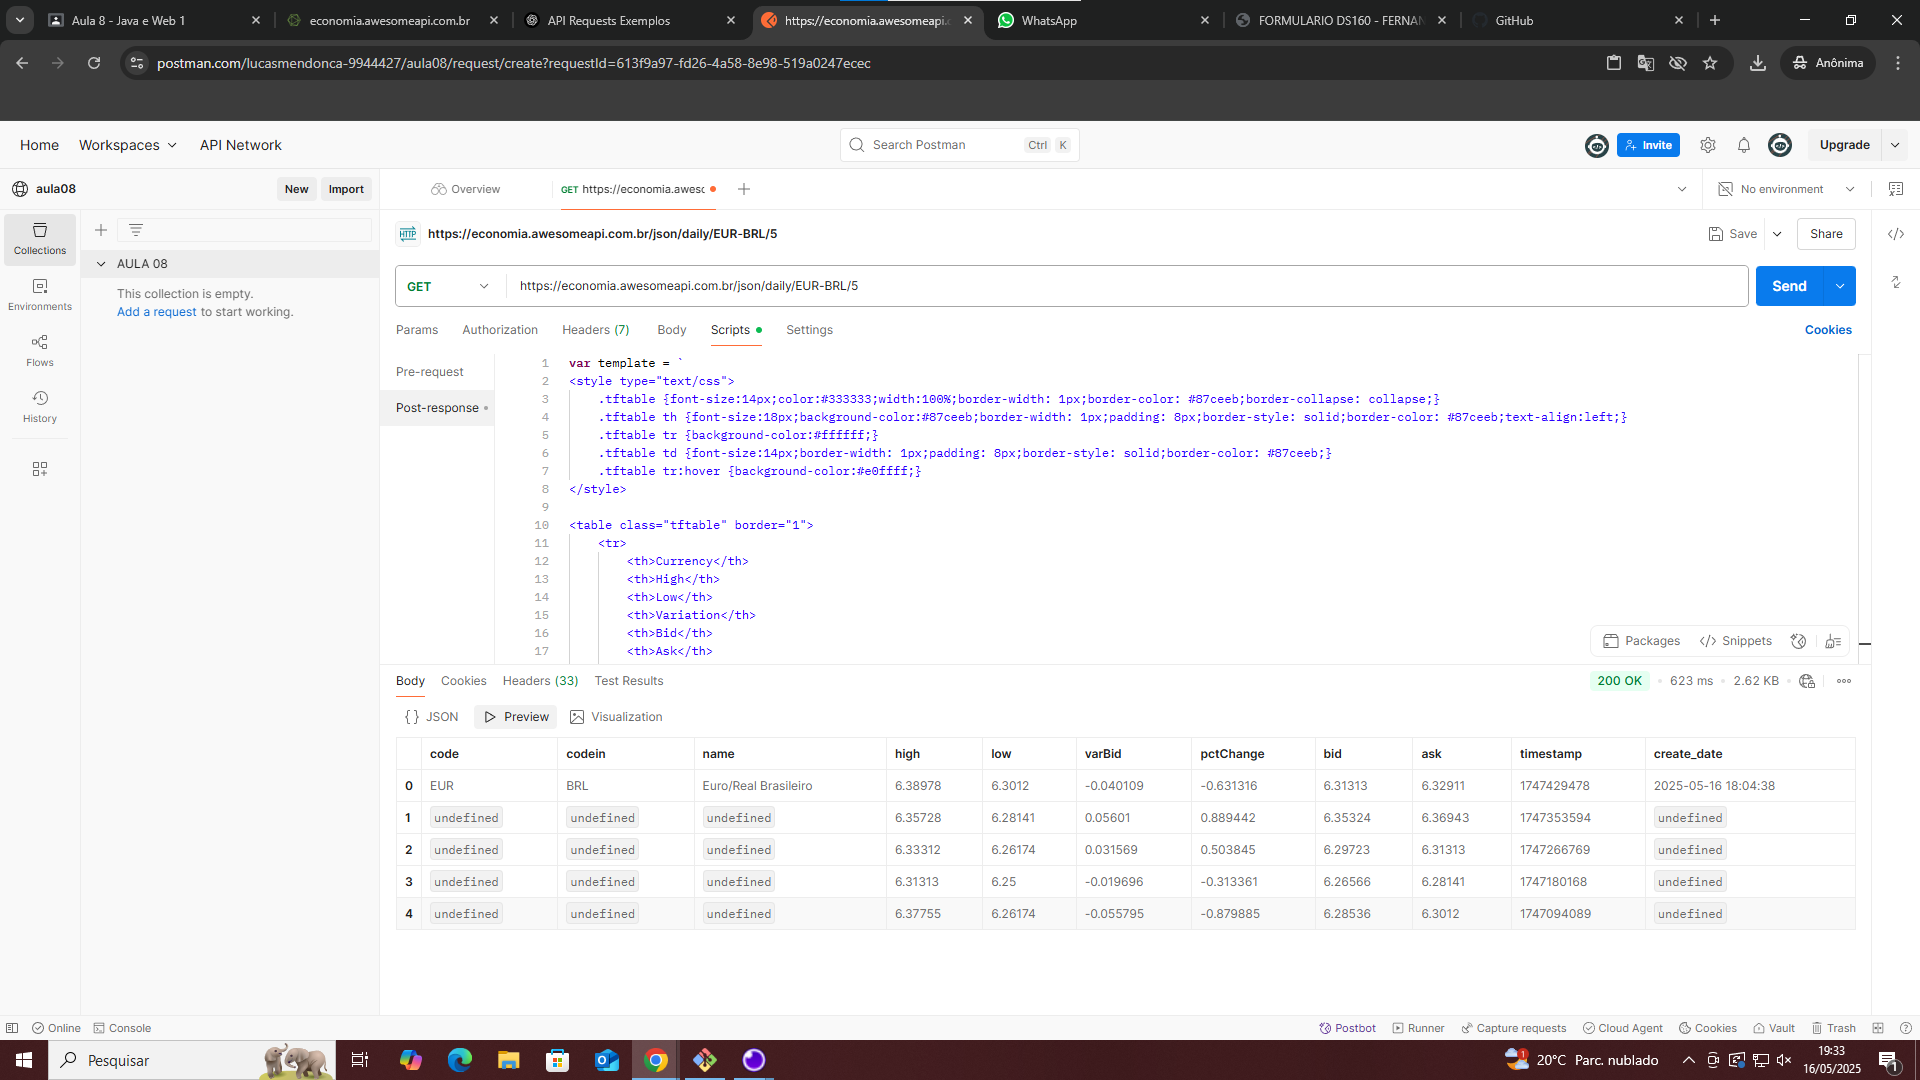 Aula 8 - Java e Web 1
economia.awesomeapi.com.br
API Requests Exemplos
https://economia.awesomeapi.c
WhatsApp
FORMULARIO DS160 - FERNAN
GitHub
postman.com/lucasmendonca-9944427/aula08/request/create?requestId=613f9a97-fd26-4a58-8e98-519a0247ecec
Anônima
Home Workspaces API Network
Search Postman Ctrl K
Invite
Upgrade
aula08 New Import
Overview
GET https://economia.awesc
No environment
Collections
Environments
Flows
History
AULA 08
This collection is empty.
Add a request to start working.
HTTP https://economia.awesomeapi.com.br/json/daily/EUR-BRL/5
Save Share
GET https://economia.awesomeapi.com.br/json/daily/EUR-BRL/5
Send
Params Authorization Headers (7) Body Scripts Settings Cookies
Pre-request
Post-response
1 var template = `
2 <style type="text/css">
3 .tftable {font-size:14px;color:#333333;width:100%;border-width: 1px;border-color: #87ceeb;border-collapse: collapse;}
4 .tftable th {font-size:18px;background-color:#87ceeb;border-width: 1px;padding: 8px;border-style: solid;border-color: #87ceeb;text-align:left;}
5 .tftable tr {background-color:#ffffff;}
6 .tftable td {font-size:14px;border-width: 1px;padding: 8px;border-style: solid;border-color: #87ceeb;}
7 .tftable tr:hover {background-color:#e0ffff;}
8 </style>
9
10 <table class="tftable" border="1">
11 <tr>
12 <th>Currency</th>
13 <th>High</th>
14 <th>Low</th>
15 <th>Variation</th>
16 <th>Bid</th>
17 <th>Ask</th>
Packages </> Snippets
Body Cookies Headers (33) Test Results
200 OK 623 ms 2.62 KB
{} JSON Preview Visualization
code codein name high low varBid pctChange bid ask timestamp create_date
0 EUR BRL Euro/Real Brasileiro 6.38978 6.3012 -0.040109 -0.631316 6.31313 6.32911 1747429478 2025-05-16 18:04:38
1 undefined undefined undefined 6.35728 6.28141 0.05601 0.889442 6.35324 6.36943 1747353594 undefined
2 undefined undefined undefined 6.33312 6.26174 0.031569 0.503845 6.29723 6.31313 1747266769 undefined
3 undefined undefined undefined 6.31313 6.25 -0.019696 -0.313361 6.26566 6.28141 1747180168 undefined
4 undefined undefined undefined 6.37755 6.26174 -0.055795 -0.879885 6.28536 6.3012 1747094089 undefined
Online Console
Postbot Runner Capture requests Cloud Agent Cookies Vault Trash
Pesquisar
1
20°C Parc. nublado
19:33
16/05/2025
1